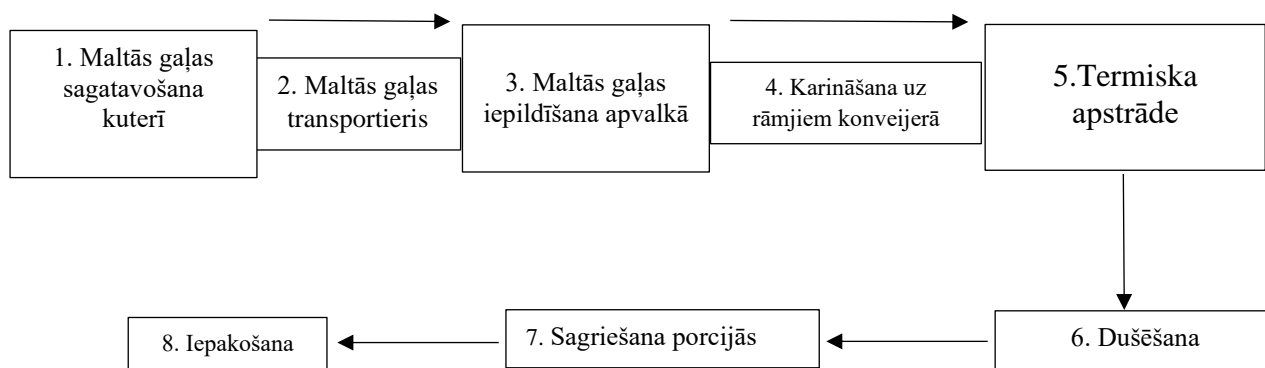 1. Maltās gaļas
sagatavošana
kuterī
2. Maltās gaļas
transportieris
3. Maltās gaļas
iepildīšana apvalkā
4. Karināšana uz
rāmjiem konveijerā
5.Termiska
apstrāde
8. Iepakošana
7. Sagriešana porcijās
6. Dušēšana